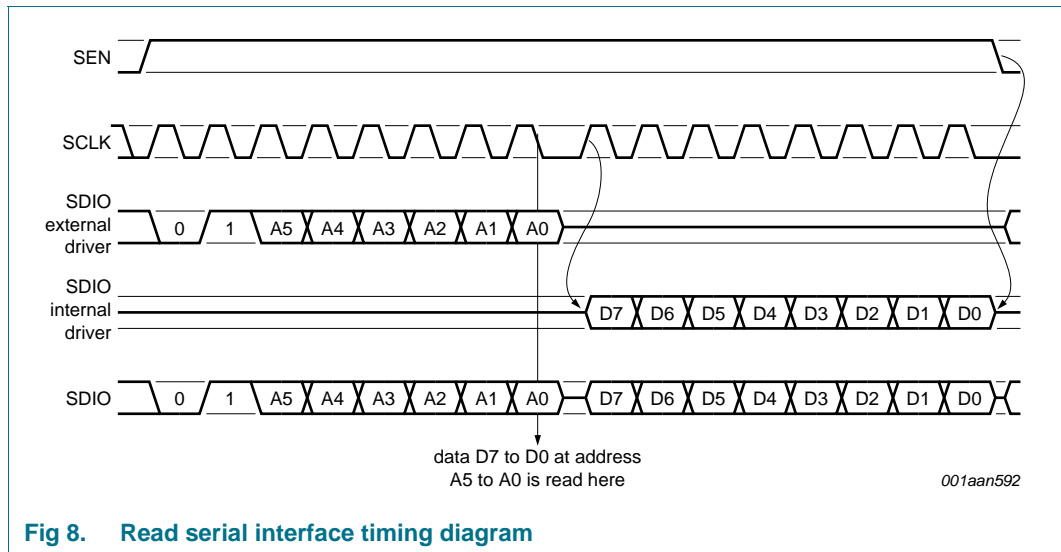 SEN
SCLK
SDIO
external
driver
0 1 A5 A4 A3 A2 A1 A0
SDIO
internal
driver
D7 D6 D5 D4 D3 D2 D1 D0
SDIO
0 1 A5 A4 A3 A2 A1 A0 D7 D6 D5 D4 D3 D2 D1 D0
data D7 to D0 at address
A5 to A0 is read here
001aan592
Fig 8. Read serial interface timing diagram